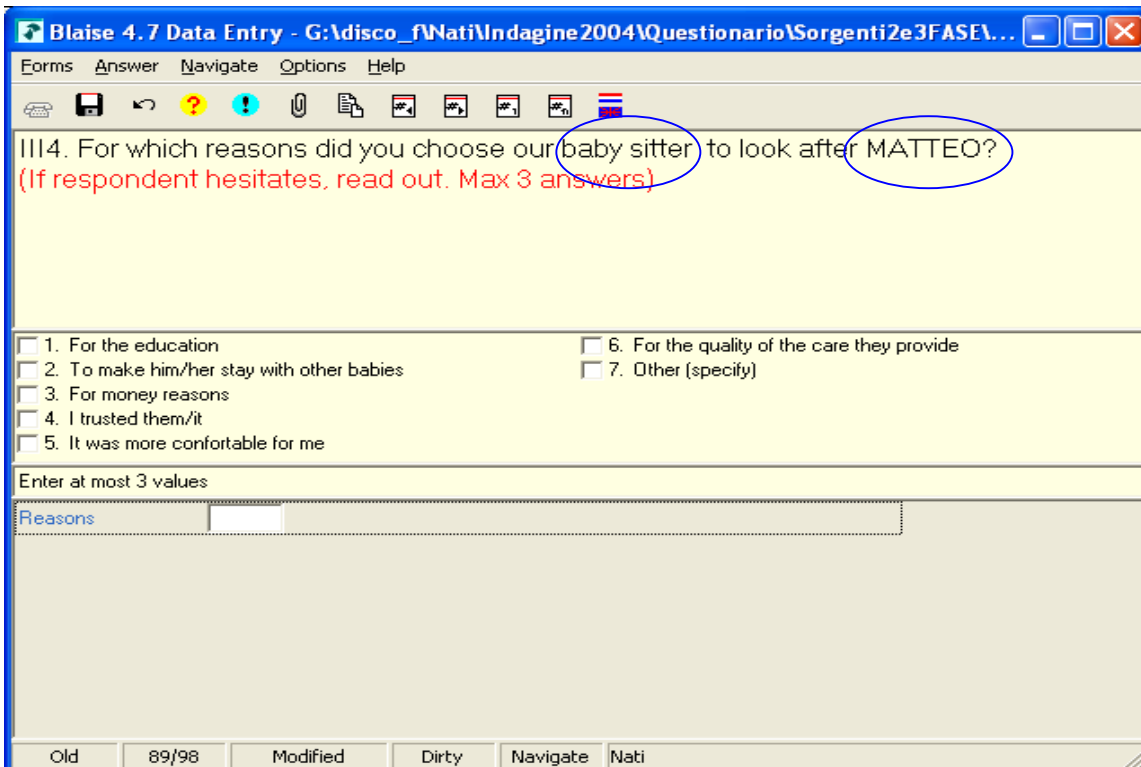 Blaise 4.7 Data Entry - G:\disco_f\Nati\Indagine2004\Questionario\Sorgenti2e3FASE\...
Forms Answer Navigate Options Help
III4. For which reasons did you choose our baby sitter to look after MATTEO?
(If respondent hesitates, read out. Max 3 answers)
1. For the education
2. To make him/her stay with other babies
3. For money reasons
4. I trusted them/it
5. It was more confortable for me
6. For the quality of the care they provide
7. Other (specify)
Enter at most 3 values
Reasons
Old 89/98 Modified Dirty Navigate Nati